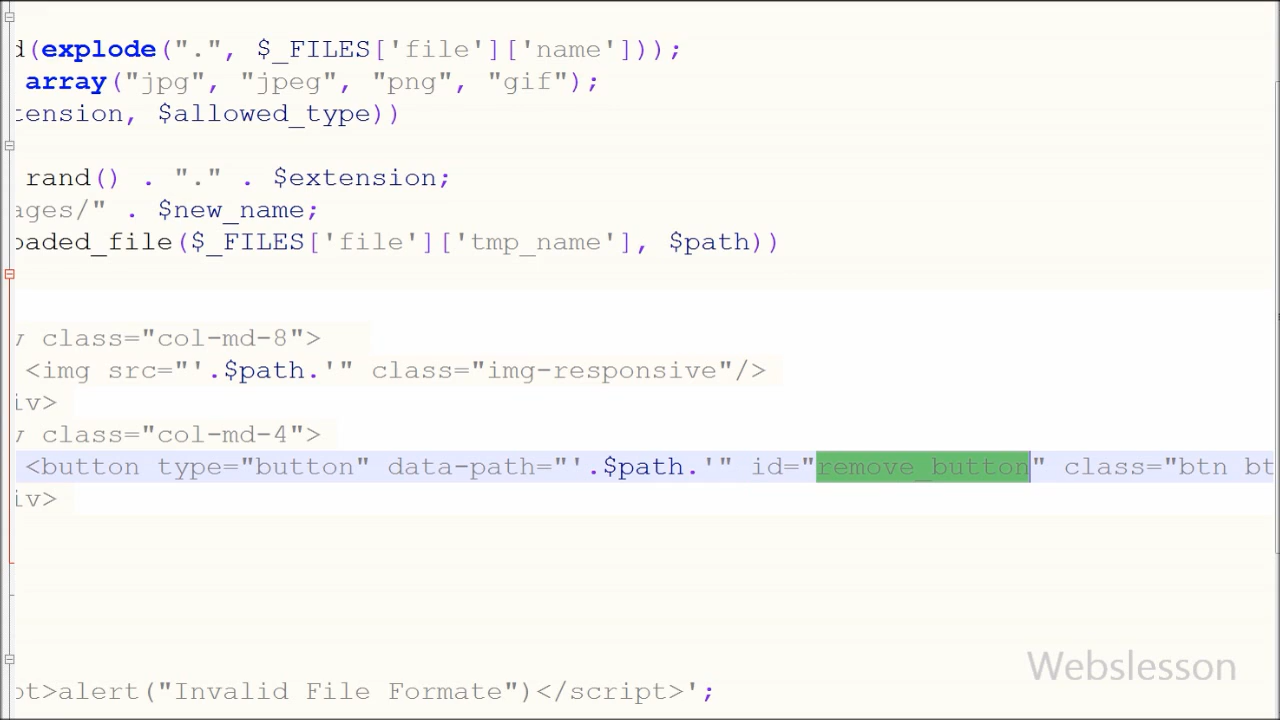 d(explode(".", $_FILES['file']['name']));
array("jpg", "jpeg", "png", "gif");
tension, $allowed_type))
rand() . "." . $extension;
ages/" . $new_name;
oaded_file($_FILES['file']['tmp_name'], $path))
v class="col-md-8">
<img src="'.$path.'" class="img-responsive"/>
iv>
v class="col-md-4">
<button type="button" data-path="'.$path.'" id="remove_button" class="btn bt
iv>
Webslesson
pt>alert("Invalid File Formate")</script>';